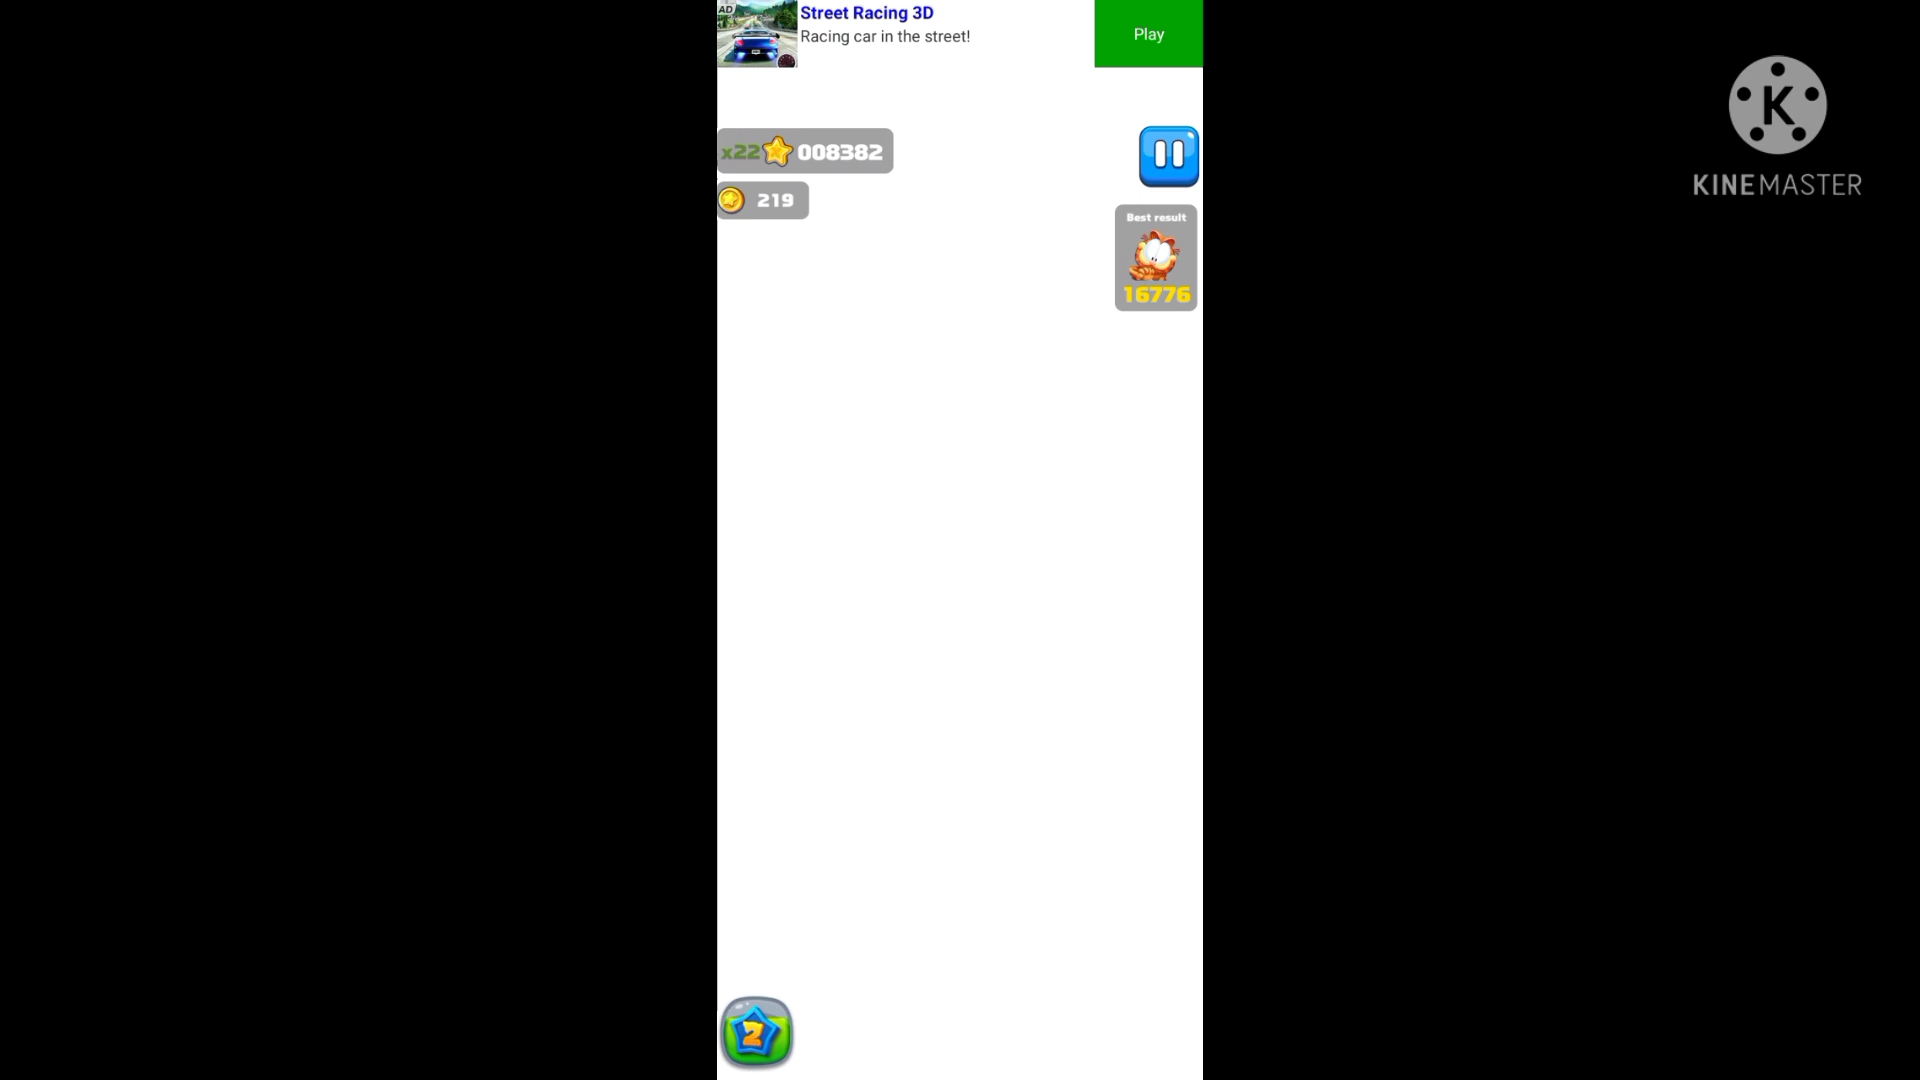 AD
Street Racing 3D
Racing car in the street!
Play
x22 008382
219
Best result
16776
2
K
KINEMASTER